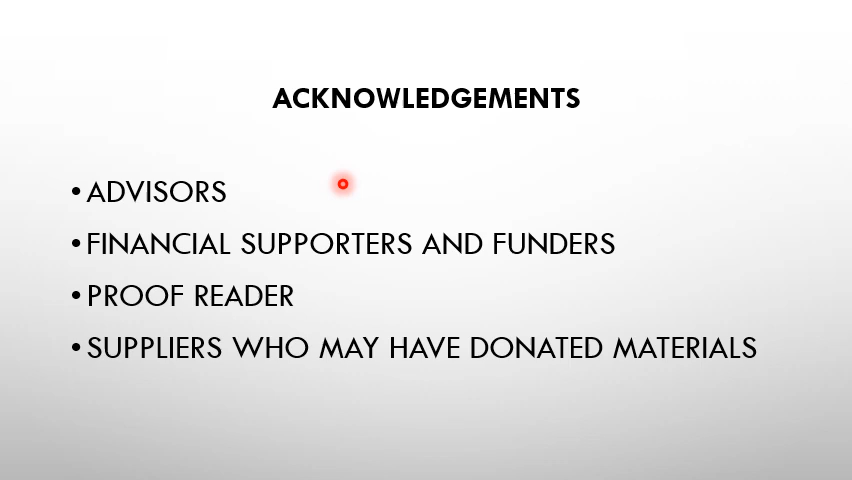 ACKNOWLEDGEMENTS
• ADVISORS
• FINANCIAL SUPPORTERS AND FUNDERS
• PROOF READER
• SUPPLIERS WHO MAY HAVE DONATED MATERIALS